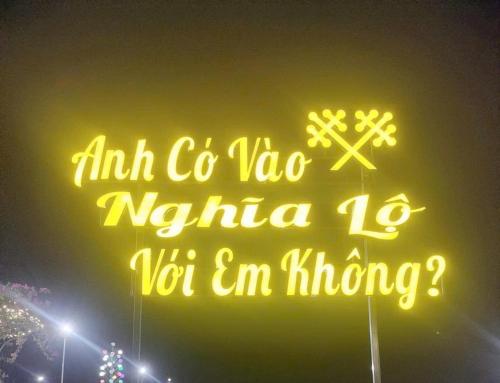 Anh Có Vào
Nghĩa Lộ
Với Em Không?